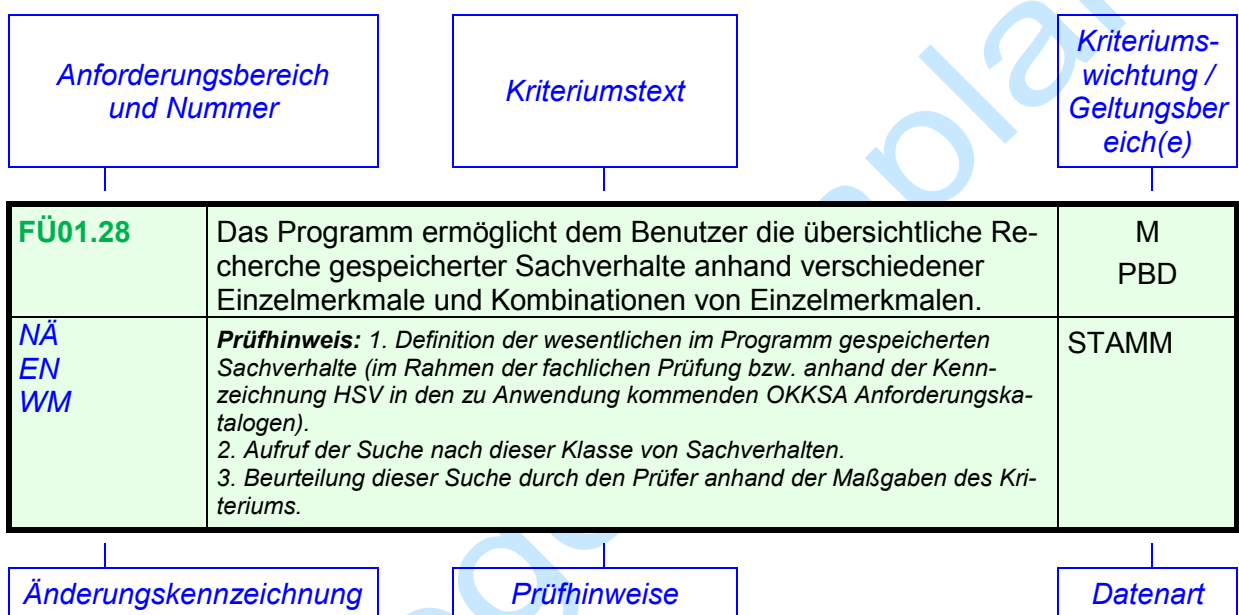 Anforderungsbereich
und Nummer
Kriteriumstext
Kriteriums-
wichtung /
Geltungsber
eich(e)
FÜ01.28
Das Programm ermöglicht dem Benutzer die übersichtliche Re-
cherche gespeicherter Sachverhalte anhand verschiedener
Einzelmerkmale und Kombinationen von Einzelmerkmalen.
M
PBD
NÄ
EN
WM
Prüfhinweis: 1. Definition der wesentlichen im Programm gespeicherten
Sachverhalte (im Rahmen der fachlichen Prüfung bzw. anhand der Kenn-
zeichnung HSV in den zu Anwendung kommenden OKKSA Anforderungska-
talogen).
2. Aufruf der Suche nach dieser Klasse von Sachverhalten.
3. Beurteilung dieser Suche durch den Prüfer anhand der Maßgaben des Kri-
teriums.
STAMM
Änderungskennzeichnung
Prüfhinweise
Datenart